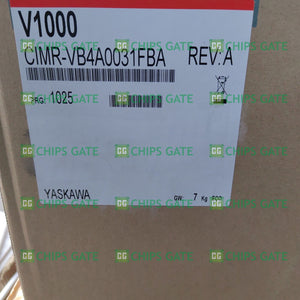 V1000
CIMR-VB4A0031FBA REV:A
PRG: 1025
YASKAWA GW: 7 Kg
CHIPS GATE